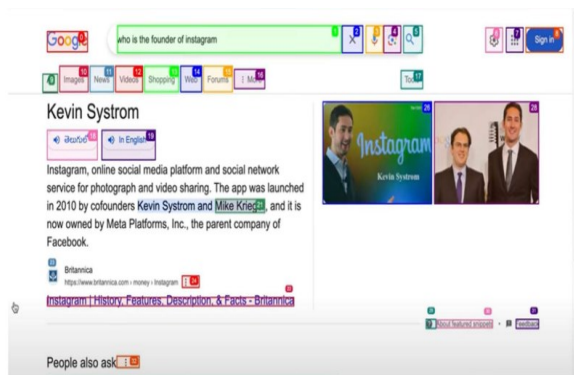 Google
who is the founder of instagram
Sign in
Images News Videos Shopping Web Forums More
Kevin Systrom
తెలుగులో In English
Instagram, online social media platform and social network
service for photograph and video sharing. The app was launched
in 2010 by cofounders Kevin Systrom and Mike Krieg, and it is
now owned by Meta Platforms, Inc., the parent company of
Facebook.
Instagram
Kevin Systrom
Britannica
https://www.britannica.com › money › Instagram
Instagram | History, Features, Description, & Facts - Britannica
About featured snippets Feedback
People also ask